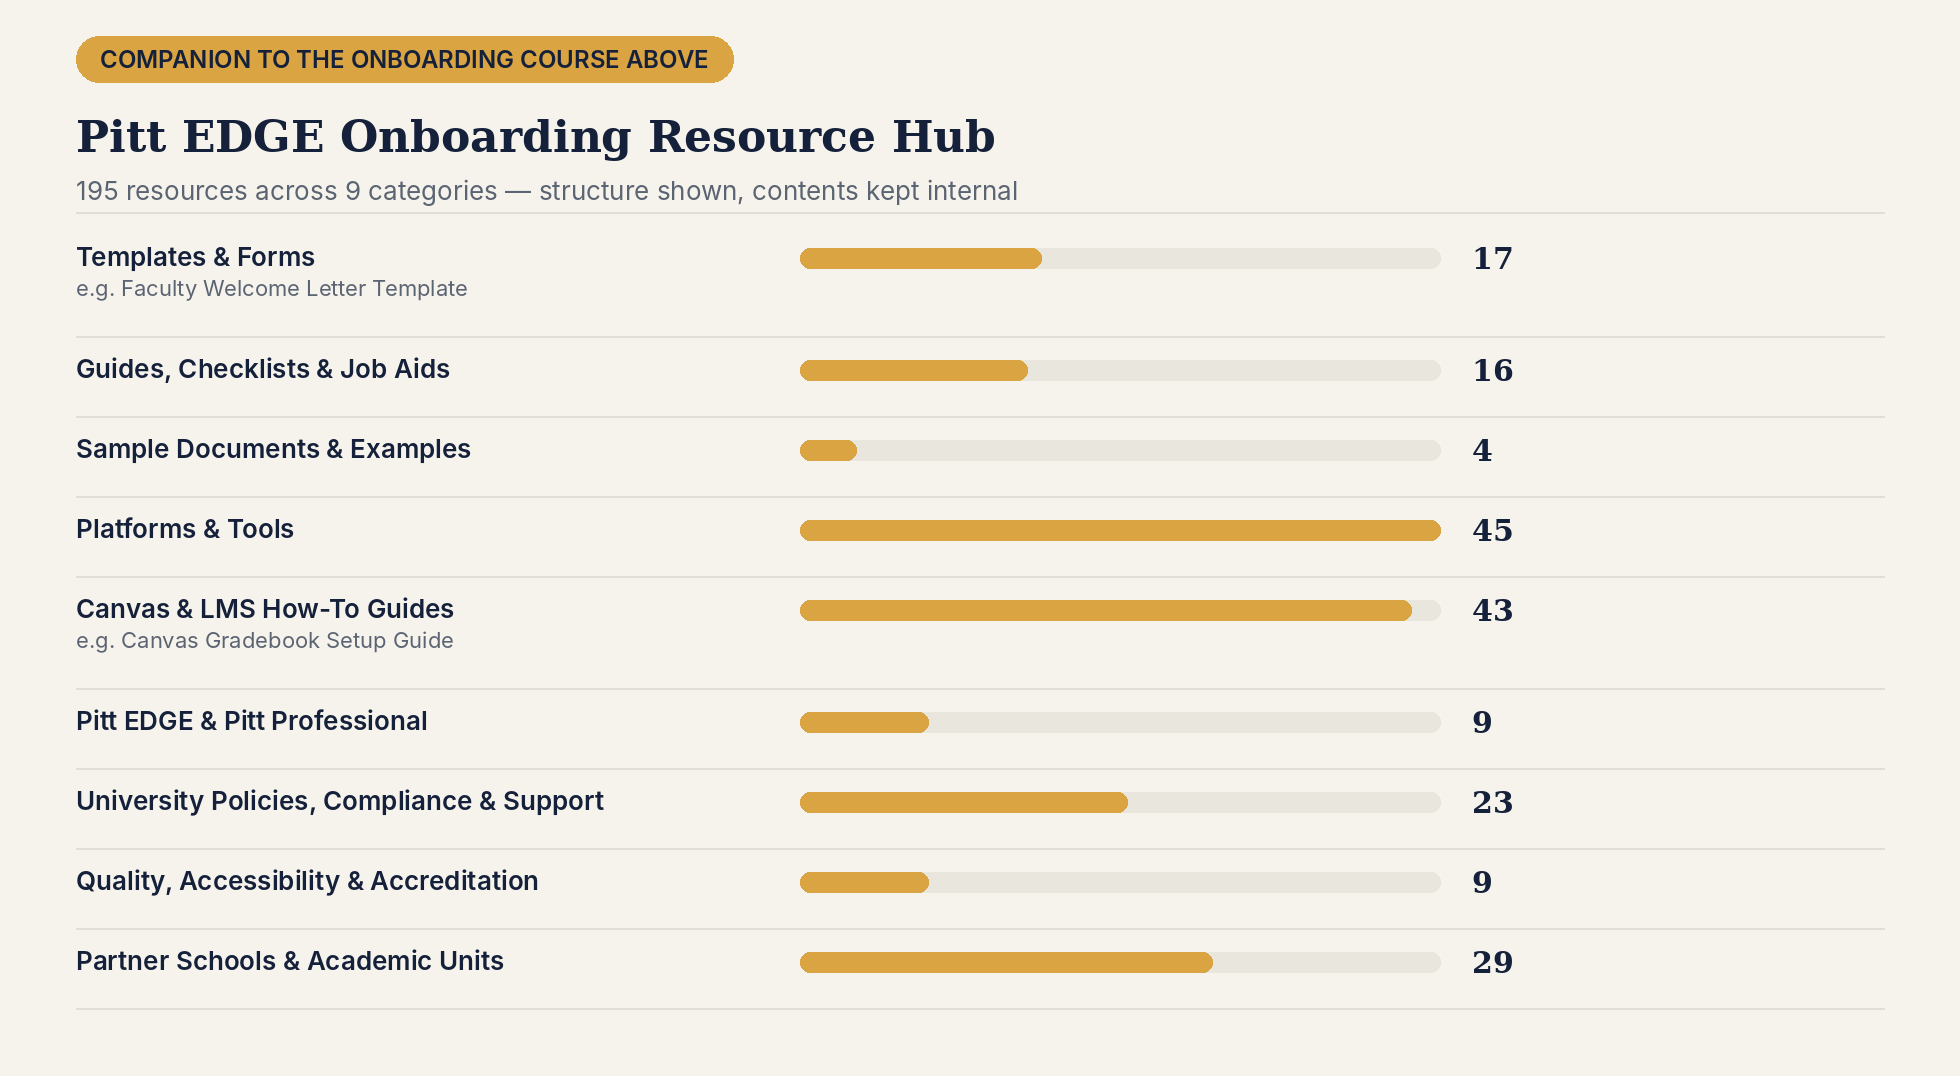 COMPANION TO THE ONBOARDING COURSE ABOVE
Pitt EDGE Onboarding Resource Hub
195 resources across 9 categories — structure shown, contents kept internal
Templates & Forms 17
e.g. Faculty Welcome Letter Template
Guides, Checklists & Job Aids 16
Sample Documents & Examples 4
Platforms & Tools 45
Canvas & LMS How-To Guides 43
e.g. Canvas Gradebook Setup Guide
Pitt EDGE & Pitt Professional 9
University Policies, Compliance & Support 23
Quality, Accessibility & Accreditation 9
Partner Schools & Academic Units 29